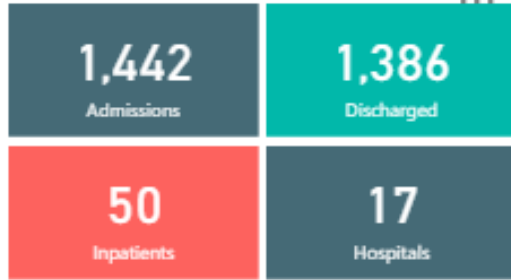 1,442
Admissions
1,386
Discharged
50
Inpatients
17
Hospitals